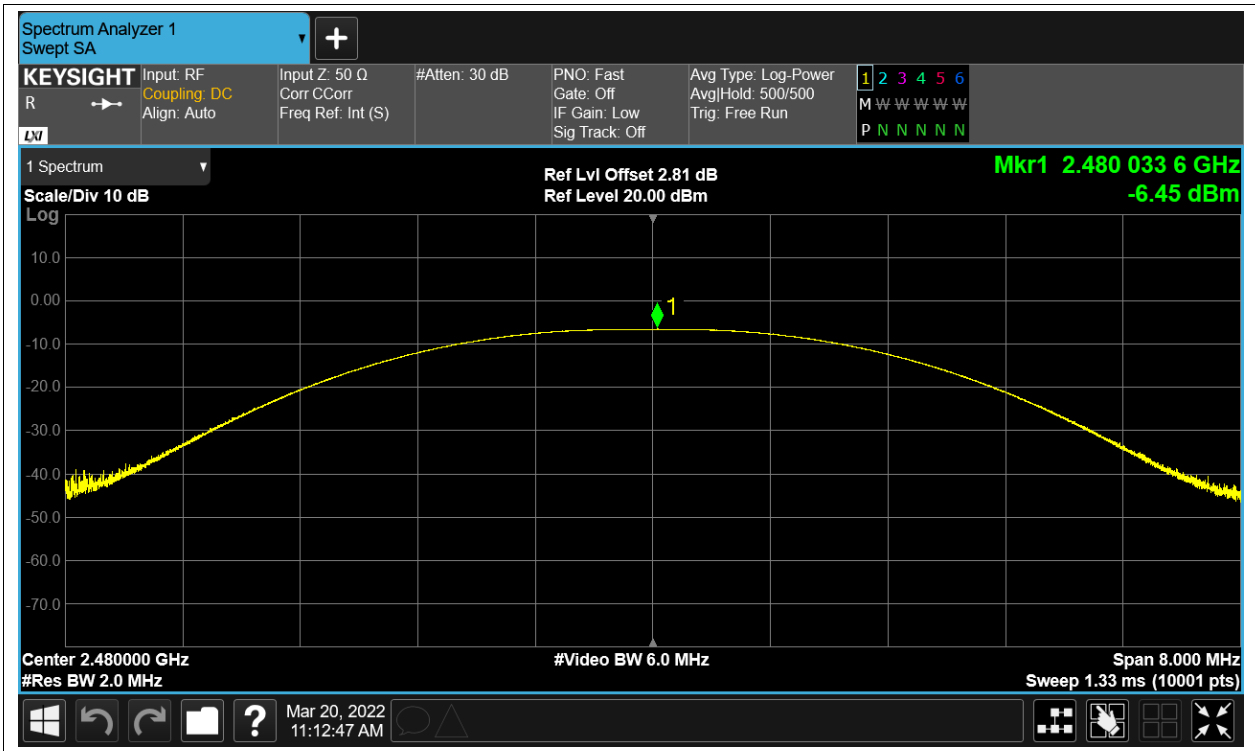 Spectrum Analyzer 1
Swept SA
KEYSIGHT
R
LXI
Input: RF
Coupling: DC
Align: Auto
Input Z: 50 Ω
Corr CCorr
Freq Ref: Int (S)
#Atten: 30 dB
PNO: Fast
Gate: Off
IF Gain: Low
Sig Track: Off
Avg Type: Log-Power
Avg|Hold: 500/500
Trig: Free Run
1 2 3 4 5 6
M W W W W W
P N N N N N
1 Spectrum
Scale/Div 10 dB
Log
Ref Lvl Offset 2.81 dB
Ref Level 20.00 dBm
Mkr1 2.480 033 6 GHz
-6.45 dBm
10.0
0.00
1
-10.0
-20.0
-30.0
-40.0
-50.0
-60.0
-70.0
Center 2.480000 GHz
#Video BW 6.0 MHz
Span 8.000 MHz
#Res BW 2.0 MHz
Sweep 1.33 ms (10001 pts)
?
Mar 20, 2022
11:12:47 AM